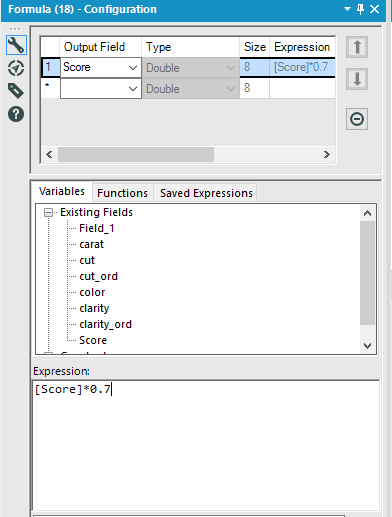 Formula (18) - Configuration
Output Field Type Size Expression
1 Score Double 8 [Score]*0.7
* Double 8
Variables Functions Saved Expressions
Existing Fields
Field_1
carat
cut
cut_ord
color
clarity
clarity_ord
Score
Expression:
[Score]*0.7